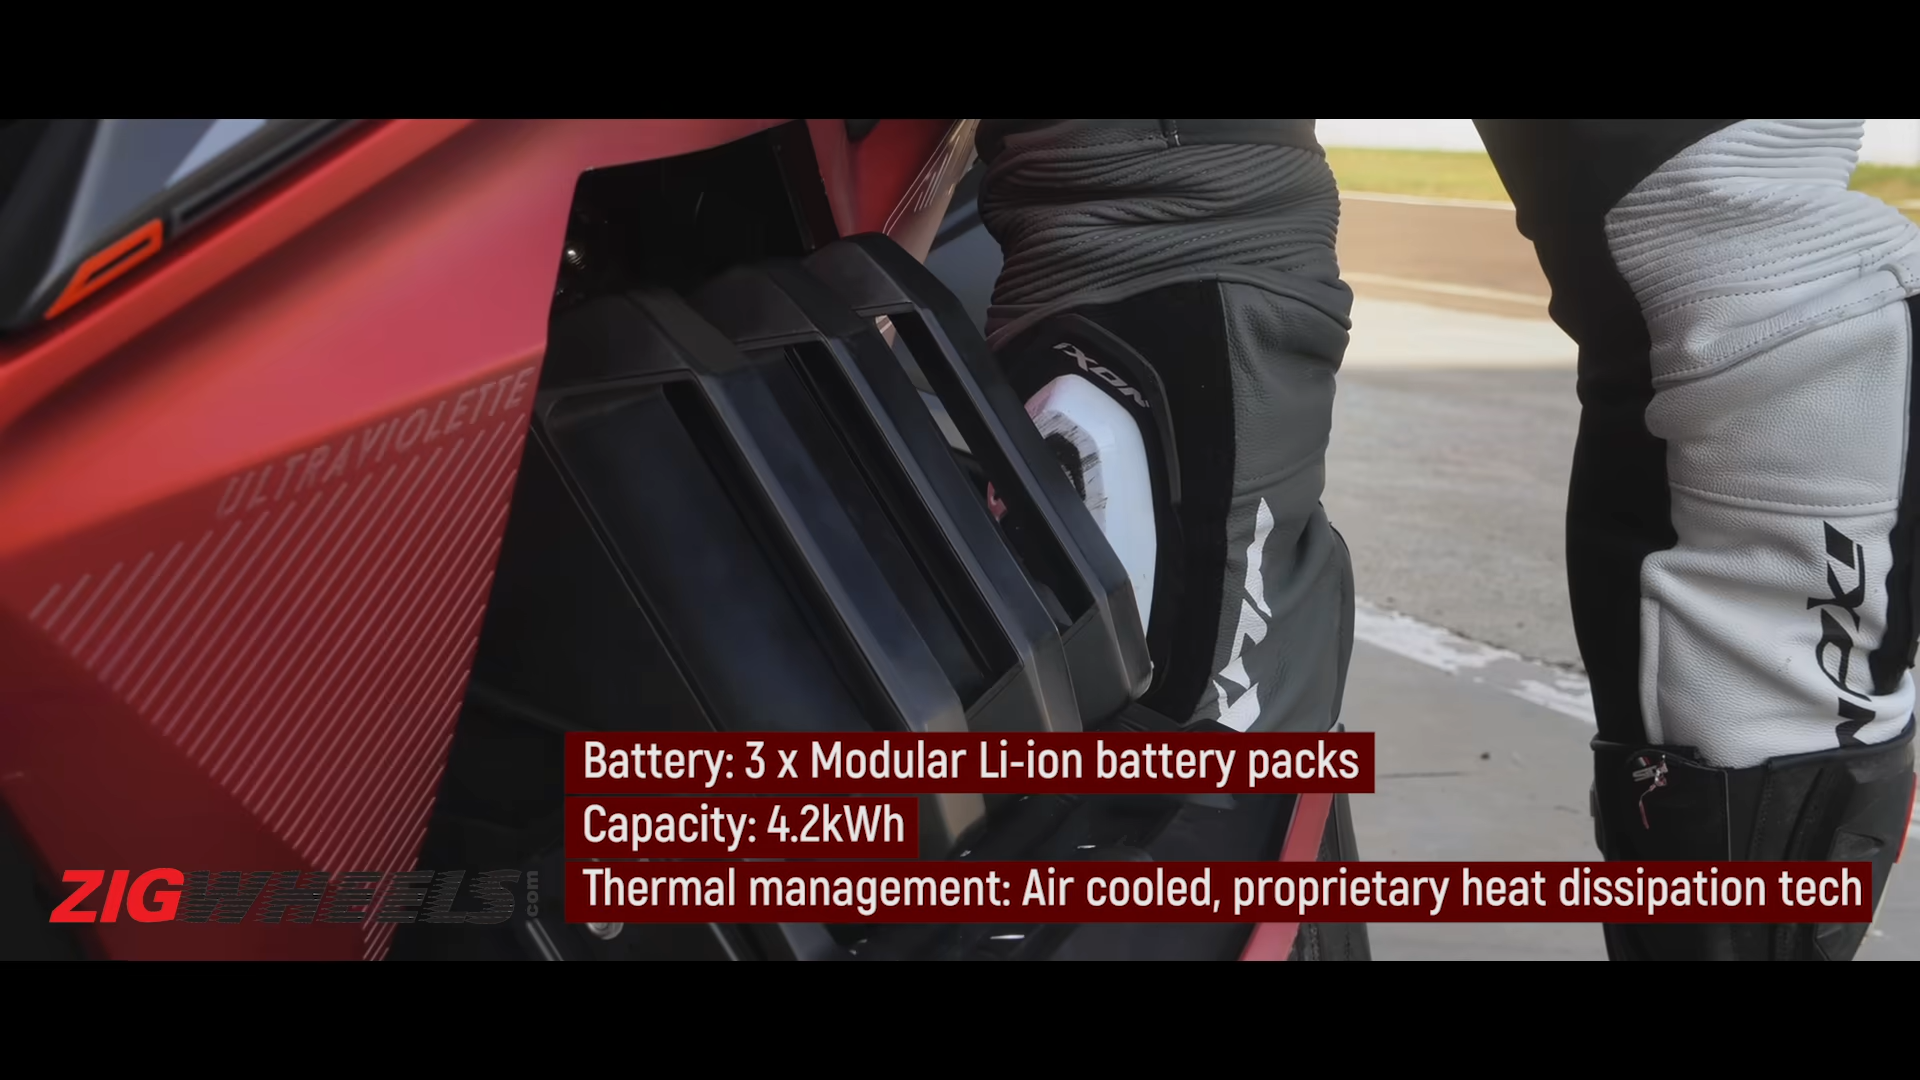 ULTRAVIOLETTE
IXON
Battery: 3 x Modular Li-ion battery packs
Capacity: 4.2kWh
Thermal management: Air cooled, proprietary heat dissipation tech
ZIGWHEELS.com